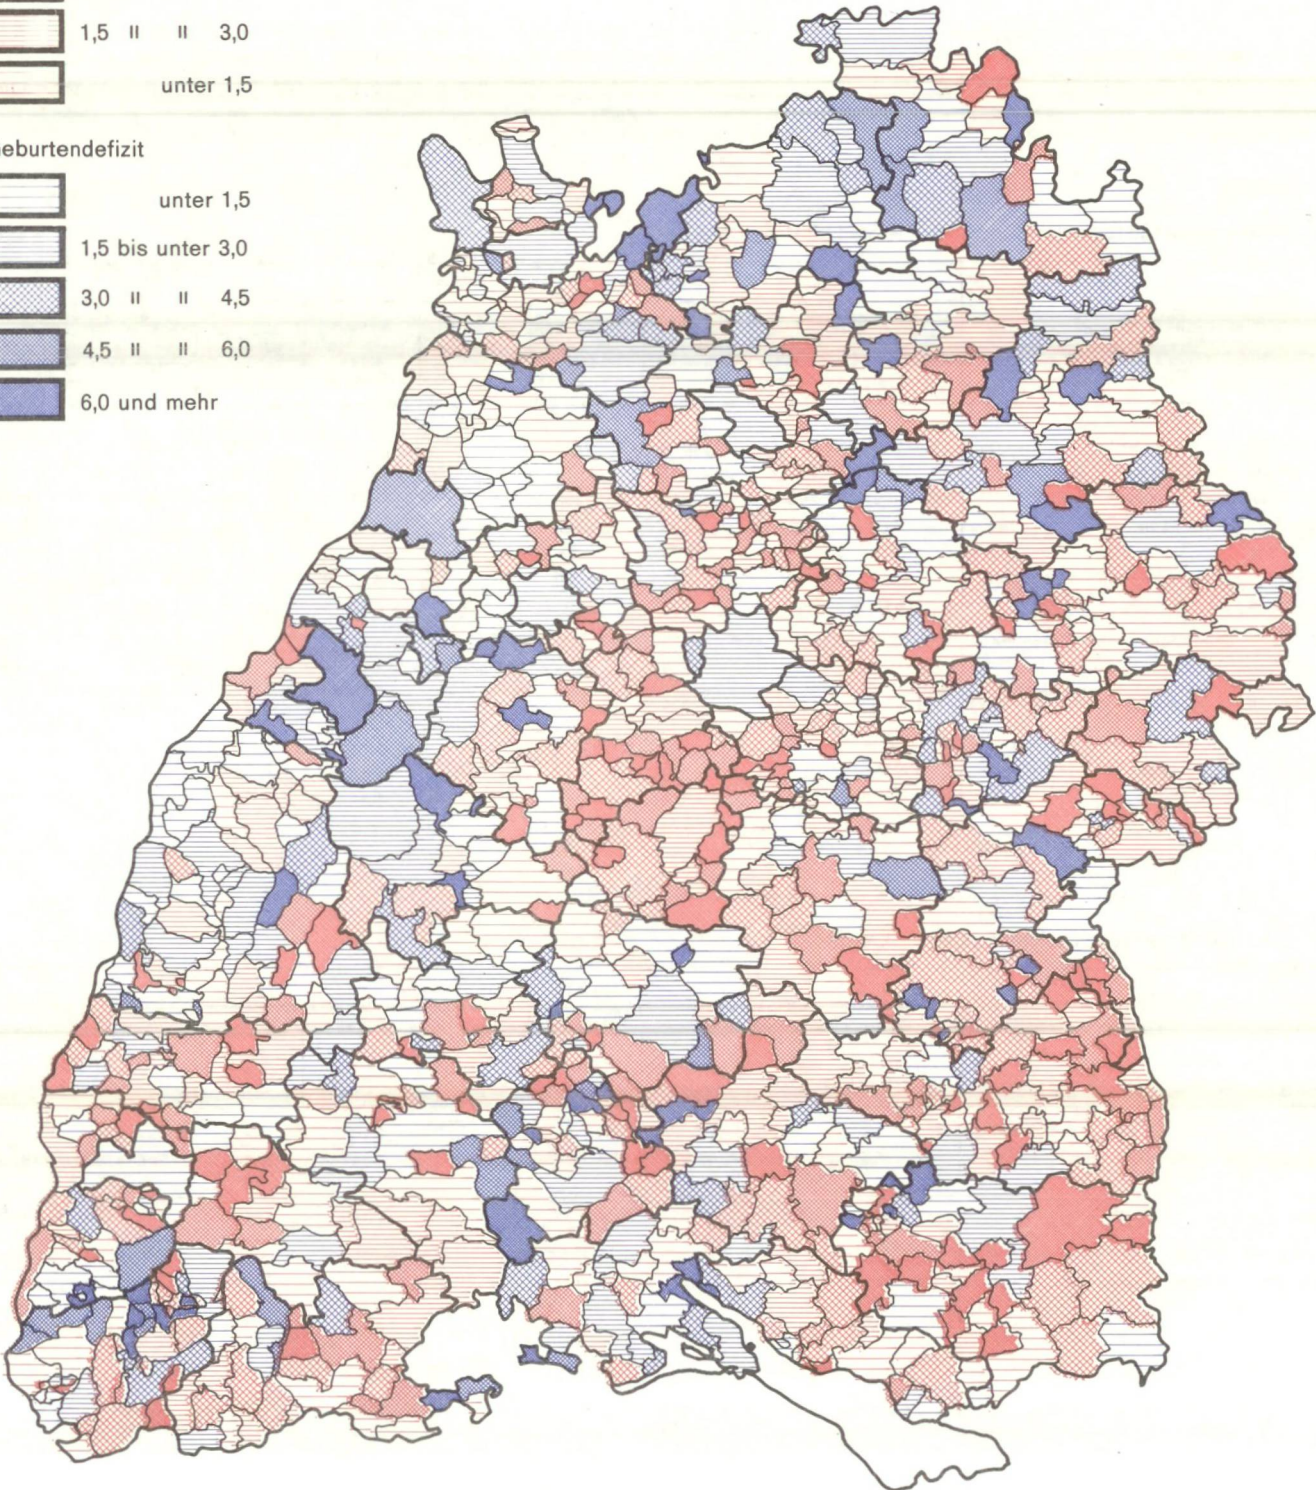 1,5 " " 3,0
unter 1,5
eburtendefizit
unter 1,5
1,5 bis unter 3,0
3,0 " " 4,5
4,5 " " 6,0
6,0 und mehr